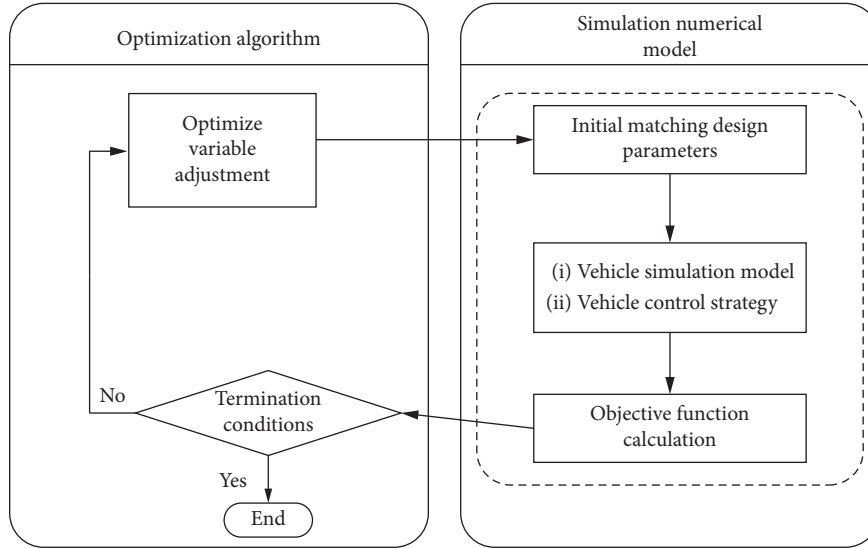 Optimization algorithm
Optimize
variable
adjustment
No
Termination
conditions
Yes
End
Simulation numerical
model
Initial matching design
parameters
(i) Vehicle simulation model
(ii) Vehicle control strategy
Objective function
calculation